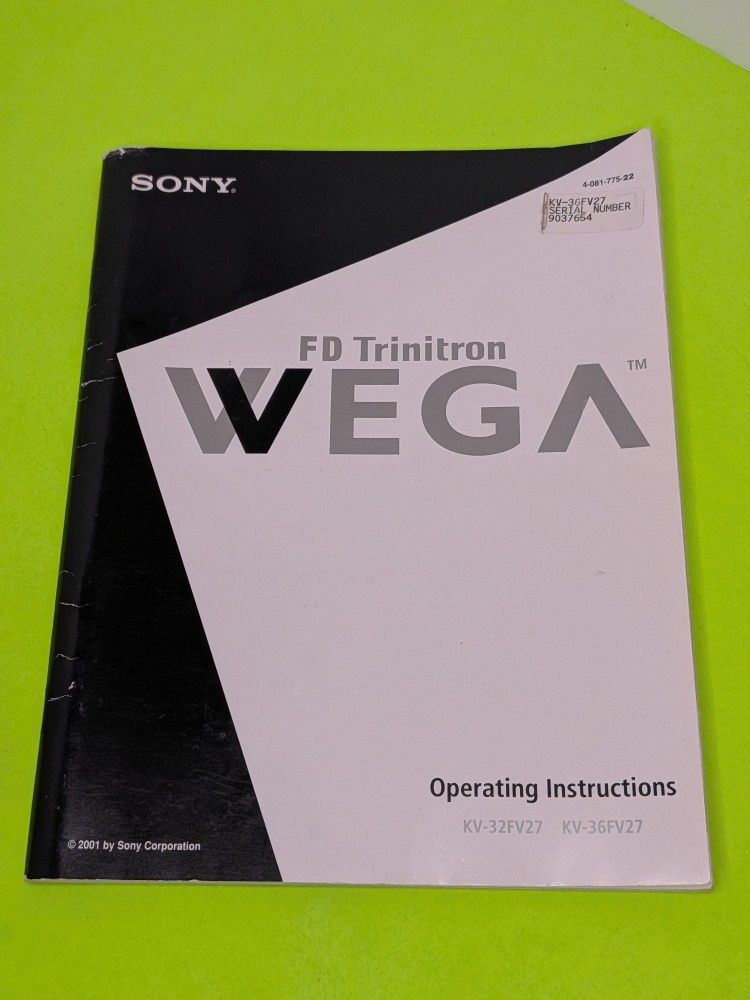 SONY®
4-081-775-22
KV-36FV27
SERIAL NUMBER
9037654
FD Trinitron
WEGA™
Operating Instructions
KV-32FV27 KV-36FV27
© 2001 by Sony Corporation